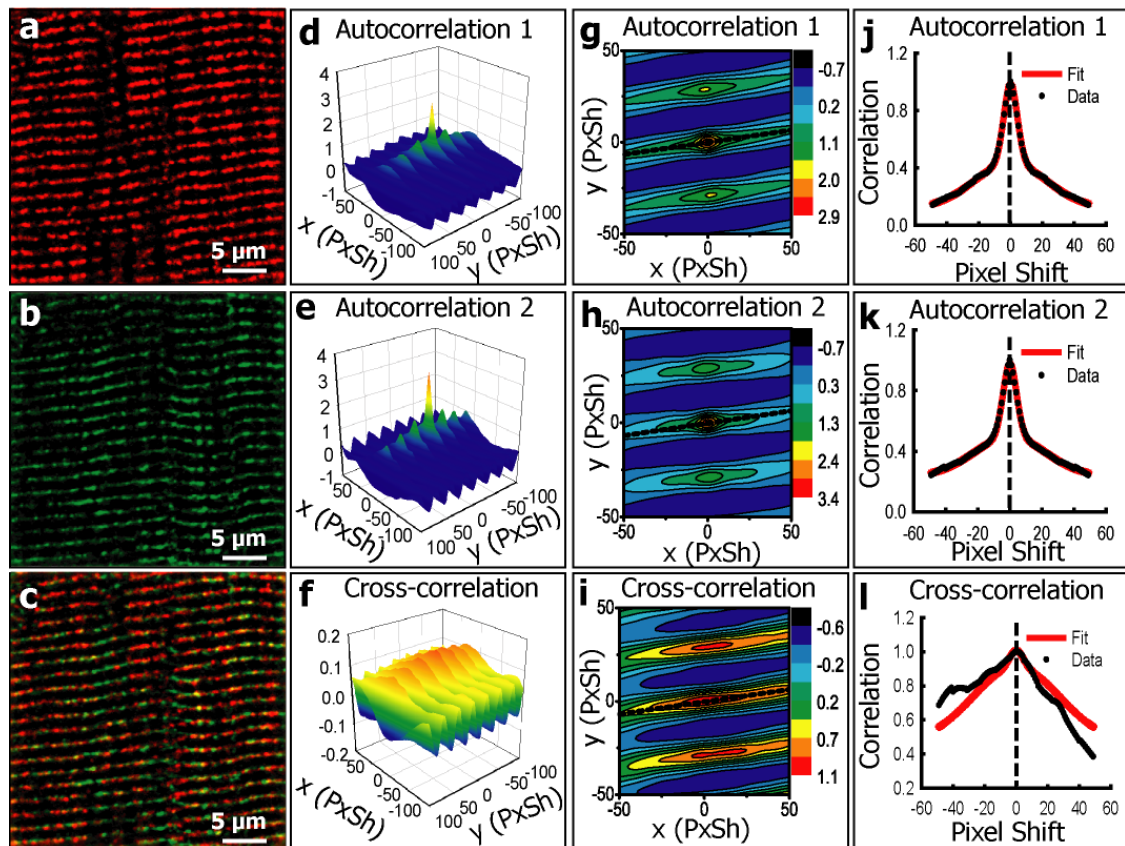 a
5 µm
d
Autocorrelation 1
4
3
2
1
0
-1
50
0
-50
-100
x (PxSh)
100
50
0
-50
-100
y (PxSh)
g
Autocorrelation 1
50
0
-50
y (PxSh)
-50
0
50
x (PxSh)
-0.7
0.2
1.1
2.0
2.9
j
Autocorrelation 1
1.2
0.8
0.4
0.0
Correlation
Fit
Data
-60 -40 -20 0 20 40 60
Pixel Shift
b
5 µm
e
Autocorrelation 2
4
3
2
1
0
-1
50
0
-50
-100
x (PxSh)
100
50
0
-50
-100
y (PxSh)
h
Autocorrelation 2
50
0
-50
y (PxSh)
-50
0
50
x (PxSh)
-0.7
0.3
1.3
2.4
3.4
k
Autocorrelation 2
1.2
0.8
0.4
0.0
Correlation
Fit
Data
-60 -40 -20 0 20 40 60
Pixel Shift
c
5 µm
f
Cross-correlation
0.2
0.1
0.0
-0.1
-0.2
50
0
-50
-100
x (PxSh)
100
50
0
-50
-100
y (PxSh)
i
Cross-correlation
50
0
-50
y (PxSh)
-50
0
50
x (PxSh)
-0.6
-0.2
0.2
0.7
1.1
l
Cross-correlation
1.2
1.0
0.8
0.6
0.4
0.2
Correlation
Fit
Data
-60 -40 -20 0 20 40 60
Pixel Shift